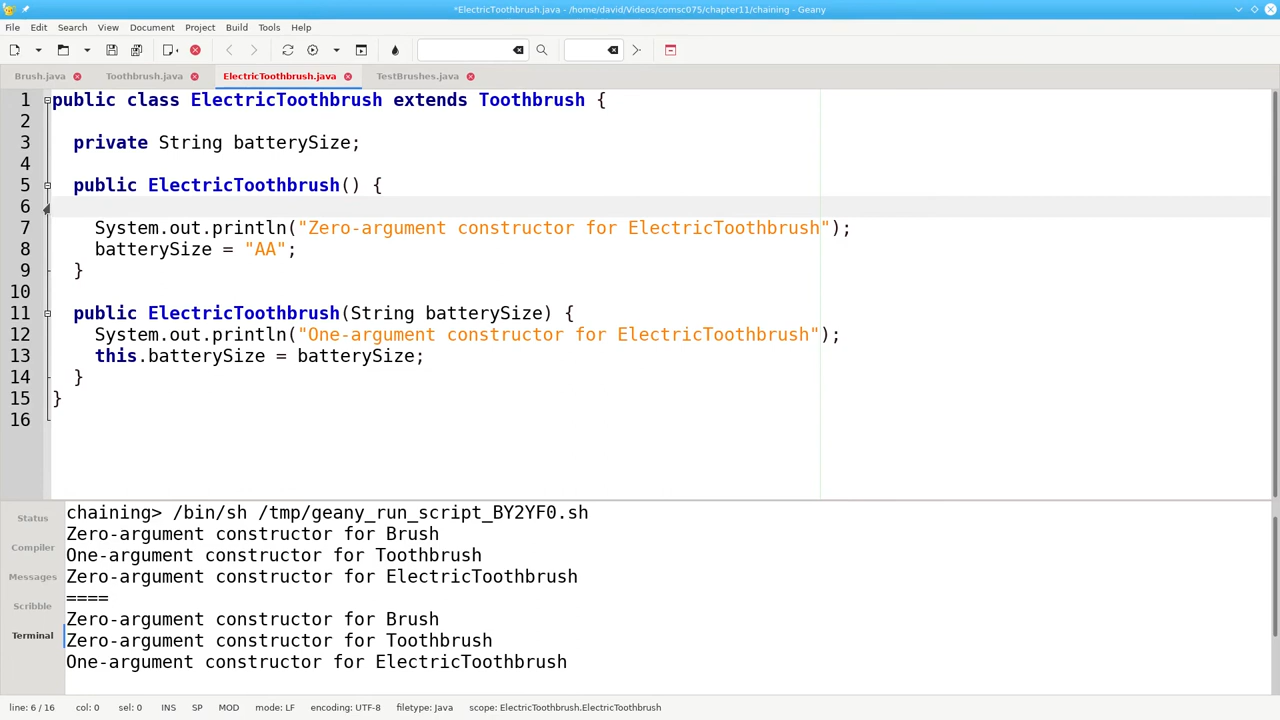 *ElectricToothbrush.java - /home/david/Videos/comsc075/chapter11/chaining - Geany
File Edit Search View Document Project Build Tools Help
Brush.java Toothbrush.java ElectricToothbrush.java TestBrushes.java
1 public class ElectricToothbrush extends Toothbrush {
2
3 private String batterySize;
4
5 public ElectricToothbrush() {
6
7 System.out.println("Zero-argument constructor for ElectricToothbrush");
8 batterySize = "AA";
9 }
10
11 public ElectricToothbrush(String batterySize) {
12 System.out.println("One-argument constructor for ElectricToothbrush");
13 this.batterySize = batterySize;
14 }
15 }
16
Status
Compiler
Messages
Scribble
Terminal
chaining> /bin/sh /tmp/geany_run_script_BY2YF0.sh
Zero-argument constructor for Brush
One-argument constructor for Toothbrush
Zero-argument constructor for ElectricToothbrush
====
Zero-argument constructor for Brush
Zero-argument constructor for Toothbrush
One-argument constructor for ElectricToothbrush
line: 6 / 16 col: 0 sel: 0 INS SP MOD mode: LF encoding: UTF-8 filetype: Java scope: ElectricToothbrush.ElectricToothbrush